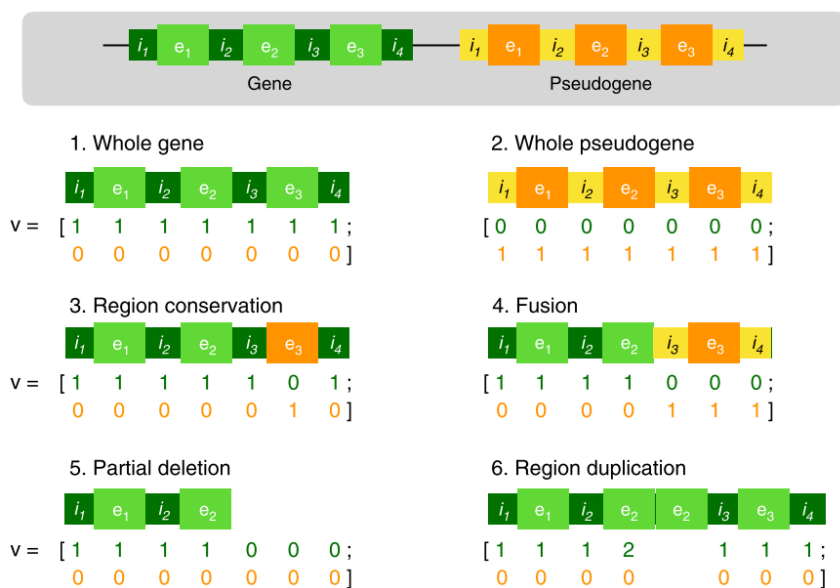 i1 e1 i2 e2 i3 e3 i4 i1 e1 i2 e2 i3 e3 i4
Gene Pseudogene
1. Whole gene
i1 e1 i2 e2 i3 e3 i4
v = [ 1 1 1 1 1 1 1 ;
0 0 0 0 0 0 0 ]
2. Whole pseudogene
i1 e1 i2 e2 i3 e3 i4
[ 0 0 0 0 0 0 0 ;
1 1 1 1 1 1 1 ]
3. Region conservation
i1 e1 i2 e2 i3 e3 i4
v = [ 1 1 1 1 1 0 1 ;
0 0 0 0 0 1 0 ]
4. Fusion
i1 e1 i2 e2 i3 e3 i4
[ 1 1 1 1 0 0 0 ;
0 0 0 0 1 1 1 ]
5. Partial deletion
i1 e1 i2 e2
v = [ 1 1 1 1 0 0 0 ;
0 0 0 0 0 0 0 ]
6. Region duplication
i1 e1 i2 e2 e2 i3 e3 i4
[ 1 1 1 2 1 1 1 ;
0 0 0 0 0 0 0 ]